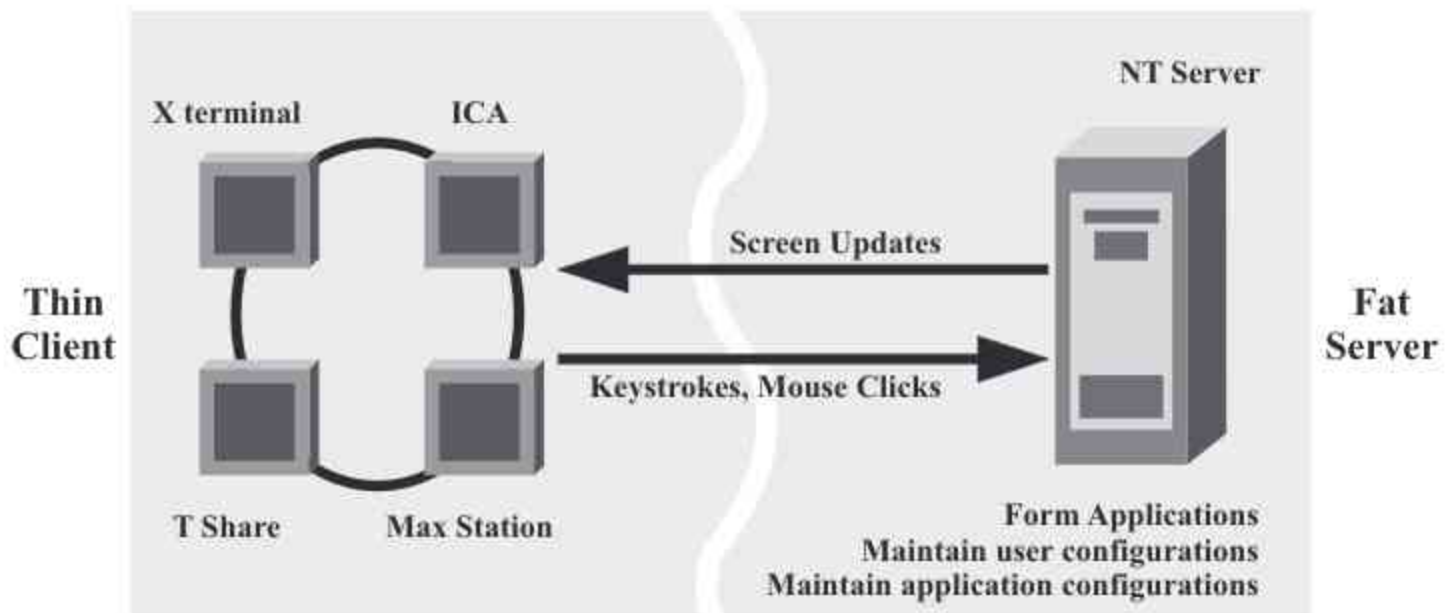 NT Server
X terminal
ICA
Screen Updates
Thin
Client
Fat
Server
Keystrokes, Mouse Clicks
T Share
Max Station
Form Applications
Maintain user configurations
Maintain application configurations